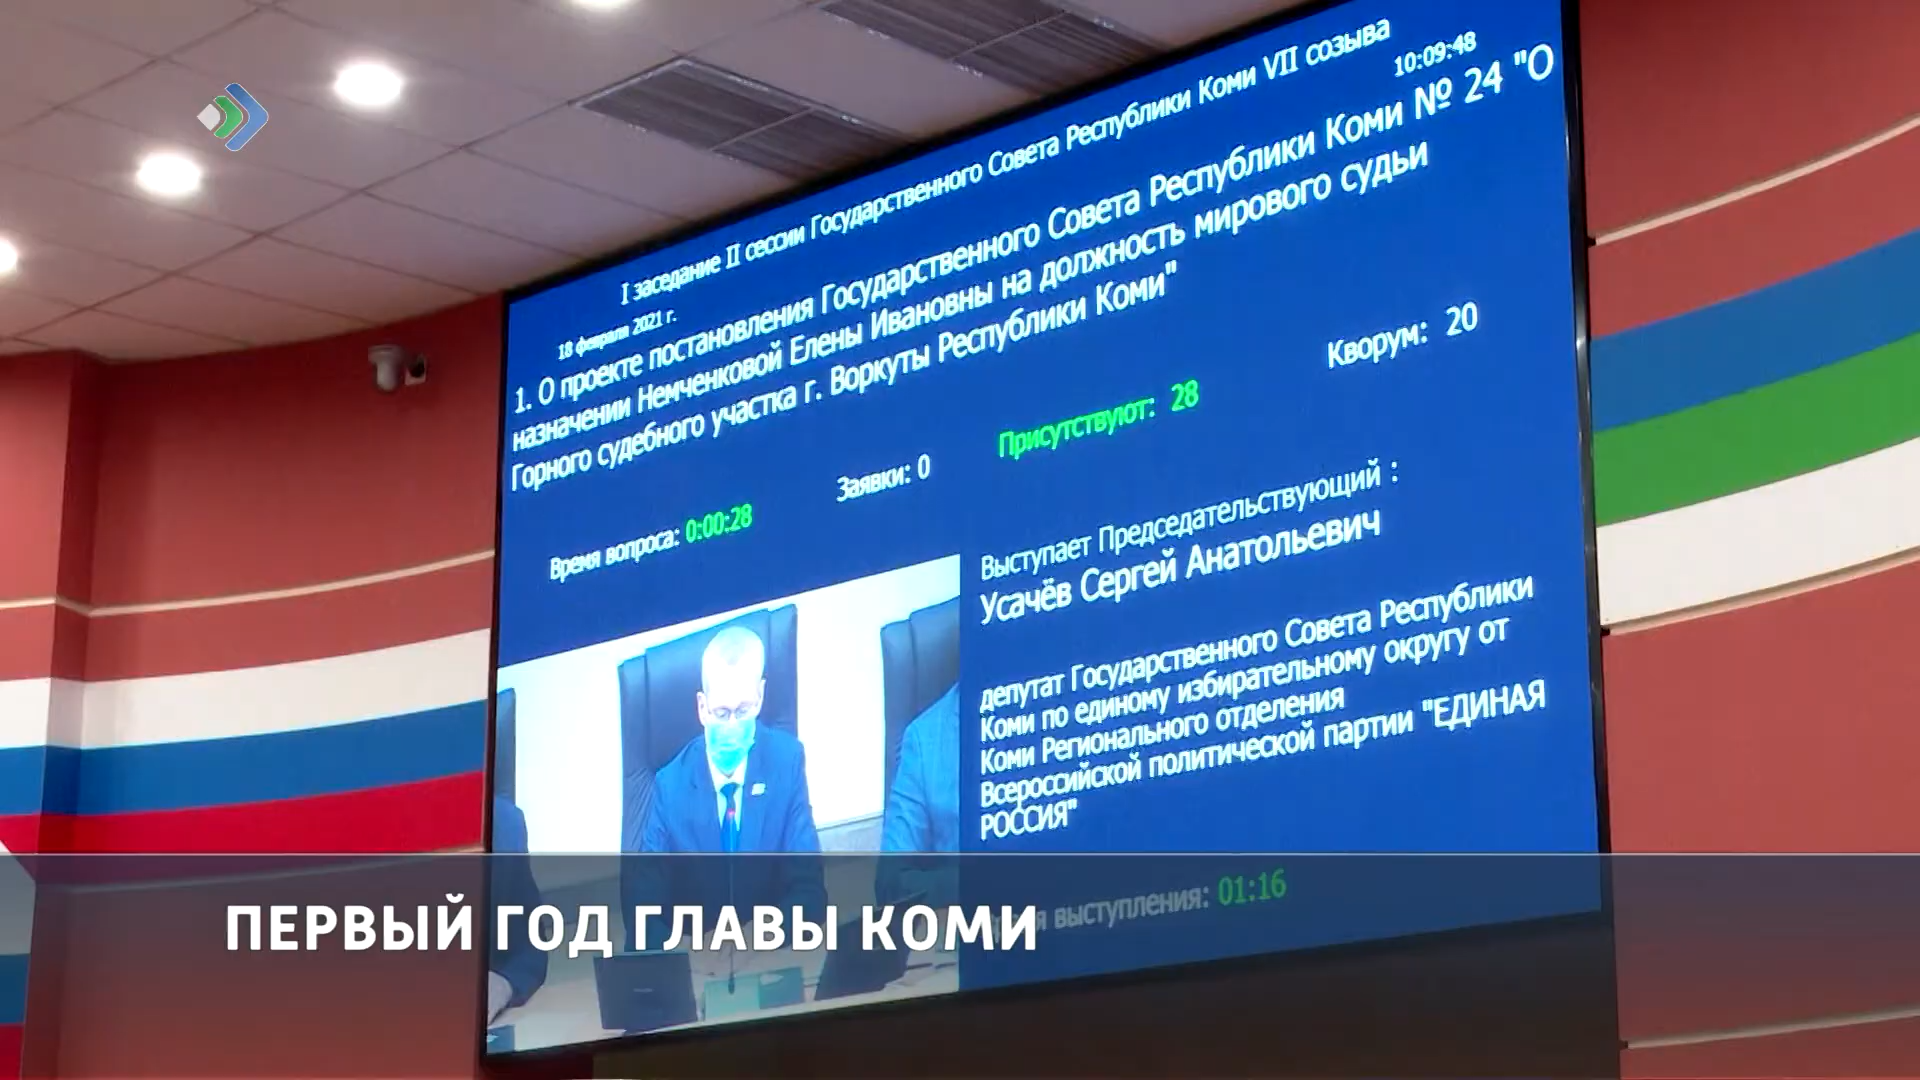 I заседание II сессии Государственного Совета Республики Коми VII созыва
18 февраля 2021 г.
10:09:48
1. О проекте постановления Государственного Совета Республики Коми № 24 "О
назначении Немченковой Елены Ивановны на должность мирового судьи
Горного судебного участка г. Воркуты Республики Коми"
Время вопроса: 0:00:28
Заявки: 0
Присутствуют: 28
Кворум: 20
Выступает Председательствующий :
Усачёв Сергей Анатольевич
депутат Государственного Совета Республики
Коми по единому избирательному округу от
Коми Регионального отделения
Всероссийской политической партии "ЕДИНАЯ
РОССИЯ"
выступления: 01:16
ПЕРВЫЙ ГОД ГЛАВЫ КОМИ